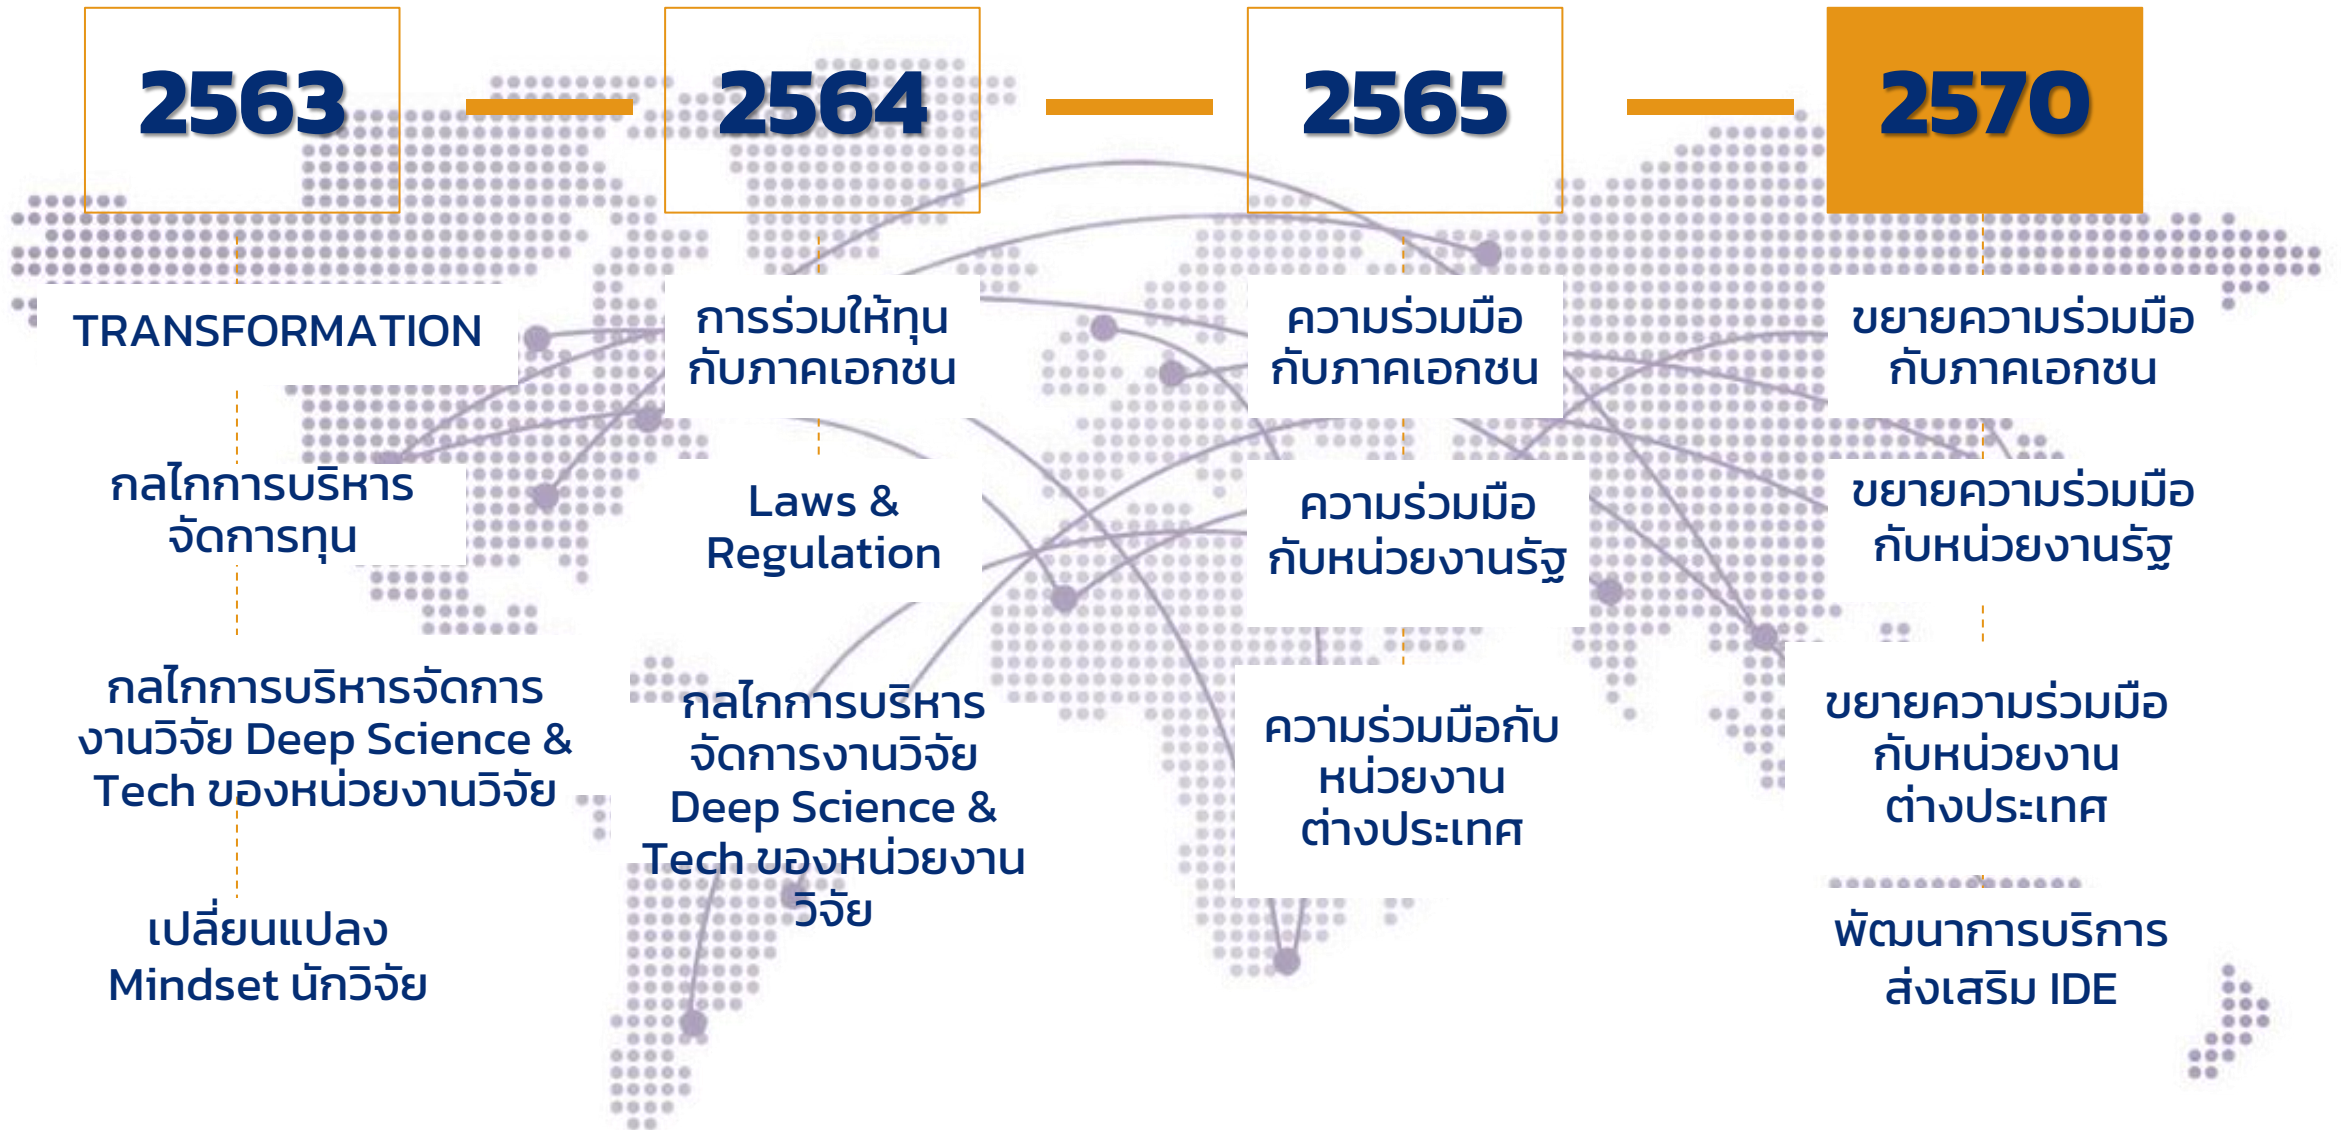 2563
TRANSFORMATION
กลไกการบริหาร
จัดการทุน
กลไกการบริหารจัดการ
งานวิจัย Deep Science &
Tech ของหน่วยงานวิจัย
เปลี่ยนแปลง
Mindset นักวิจัย
2564
การร่วมให้ทุน
กับภาคเอกชน
Laws &
Regulation
กลไกการบริหาร
จัดการงานวิจัย
Deep Science &
Tech ของหน่วยงาน
วิจัย
2565
ความร่วมมือ
กับภาคเอกชน
ความร่วมมือ
กับหน่วยงานรัฐ
ความร่วมมือกับ
หน่วยงาน
ต่างประเทศ
2570
ขยายความร่วมมือ
กับภาคเอกชน
ขยายความร่วมมือ
กับหน่วยงานรัฐ
ขยายความร่วมมือ
กับหน่วยงาน
ต่างประเทศ
พัฒนาการบริการ
ส่งเสริม IDE